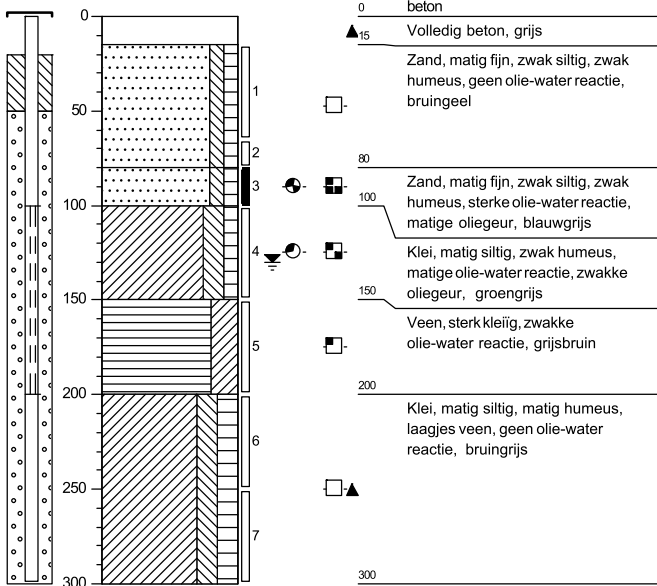 0
50
100
150
200
250
300
1
2
3
4
5
6
7
0
beton
Volledig beton, grijs
15
Zand, matig fijn, zwak siltig, zwak
humeus, geen olie-water reactie,
bruingeel
80
Zand, matig fijn, zwak siltig, zwak
humeus, sterke olie-water reactie,
matige oliegeur, blauwgrijs
100
Klei, matig siltig, zwak humeus,
matige olie-water reactie, zwakke
oliegeur, groengrijs
150
Veen, sterk kleiïg, zwakke
olie-water reactie, grijsbruin
200
Klei, matig siltig, matig humeus,
laagjes veen, geen olie-water
reactie, bruingrijs
300